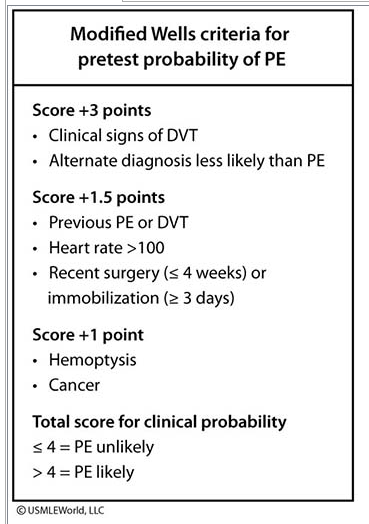 Modified Wells criteria for
pretest probability of PE
Score +3 points
• Clinical signs of DVT
• Alternate diagnosis less likely than PE
Score +1.5 points
• Previous PE or DVT
• Heart rate >100
• Recent surgery (≤ 4 weeks) or
immobilization (≥ 3 days)
Score +1 point
• Hemoptysis
• Cancer
Total score for clinical probability
≤ 4 = PE unlikely
> 4 = PE likely
© USMLEWorld, LLC